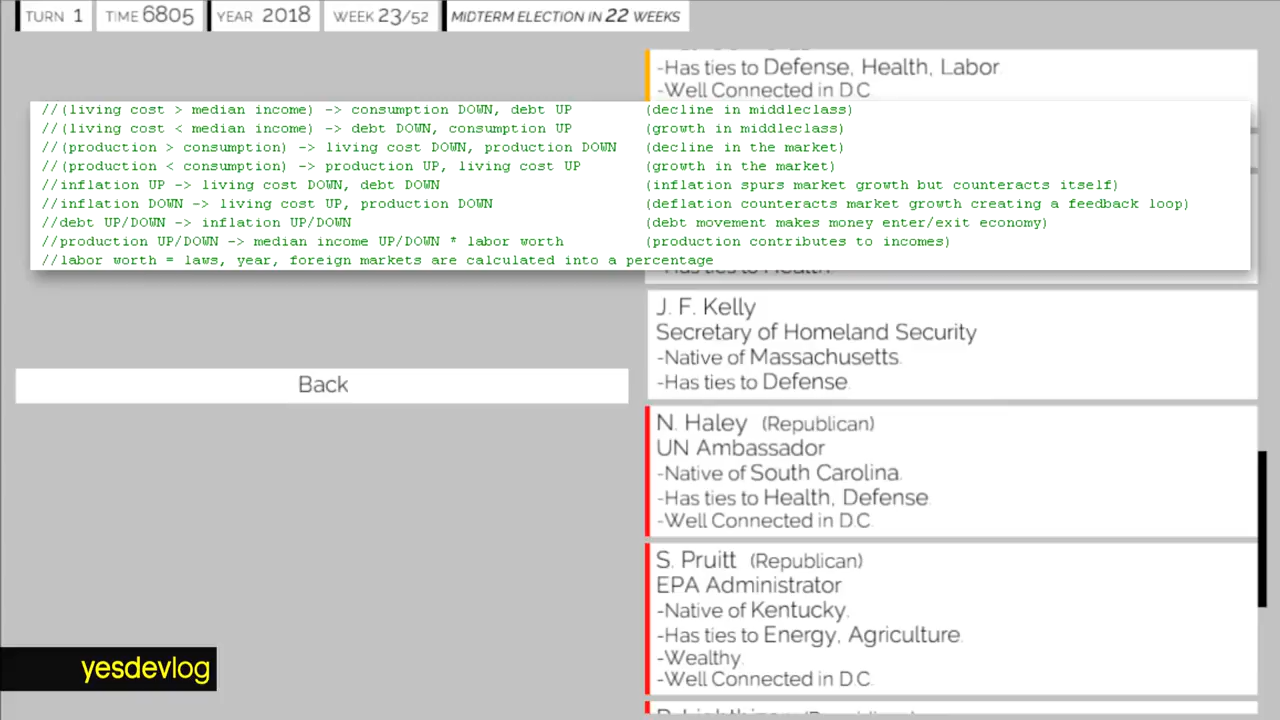 TURN 1
TIME 6805
YEAR 2018
WEEK 23/52
MIDTERM ELECTION IN 22 WEEKS
-Has ties to Defense, Health, Labor.
-Well Connected in D.C.
//(living cost > median income) -> consumption DOWN, debt UP (decline in middleclass)
//(living cost < median income) -> debt DOWN, consumption UP (growth in middleclass)
//(production > consumption) -> living cost DOWN, production DOWN (decline in the market)
//(production < consumption) -> production UP, living cost UP (growth in the market)
//inflation UP -> living cost DOWN, debt DOWN (inflation spurs market growth but counteracts itself)
//inflation DOWN -> living cost UP, production DOWN (deflation counteracts market growth creating a feedback loop)
//debt UP/DOWN -> inflation UP/DOWN (debt movement makes money enter/exit economy)
//production UP/DOWN -> median income UP/DOWN * labor worth (production contributes to incomes)
//labor worth = laws, year, foreign markets are calculated into a percentage
J. F. Kelly
Secretary of Homeland Security
-Native of Massachusetts.
-Has ties to Defense.
Back
N. Haley (Republican)
UN Ambassador
-Native of South Carolina.
-Has ties to Health, Defense.
-Well Connected in D.C.
S. Pruitt (Republican)
EPA Administrator
-Native of Kentucky.
-Has ties to Energy, Agriculture.
-Wealthy.
-Well Connected in D.C.
yesdevlog